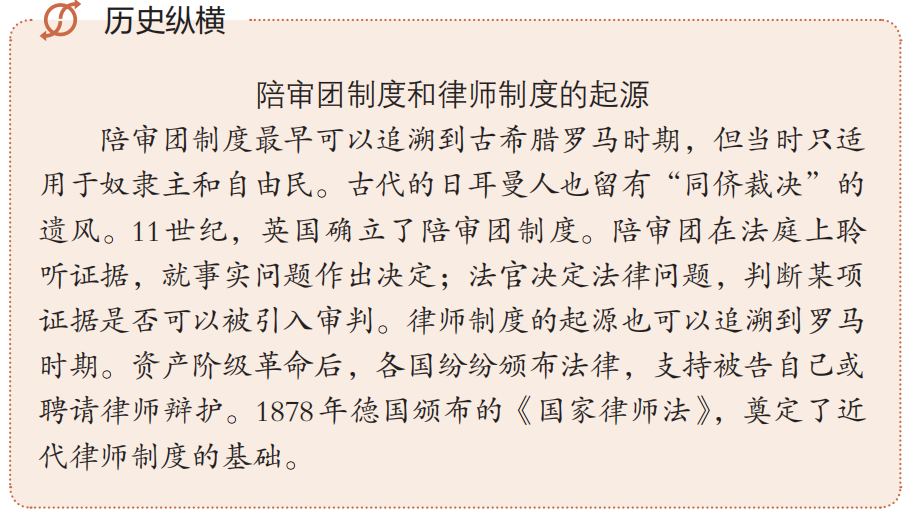 历史纵横
陪审团制度和律师制度的起源
陪审团制度最早可以追溯到古希腊罗马时期，但当时只适
用于奴隶主和自由民。古代的日耳曼人也留有“同侪裁决”的
遗风。11世纪，英国确立了陪审团制度。陪审团在法庭上聆
听证据，就事实问题作出决定；法官决定法律问题，判断某项
证据是否可以被引入审判。律师制度的起源也可以追溯到罗马
时期。资产阶级革命后，各国纷纷颁布法律，支持被告自己或
聘请律师辩护。1878年德国颁布的《国家律师法》，奠定了近
代律师制度的基础。